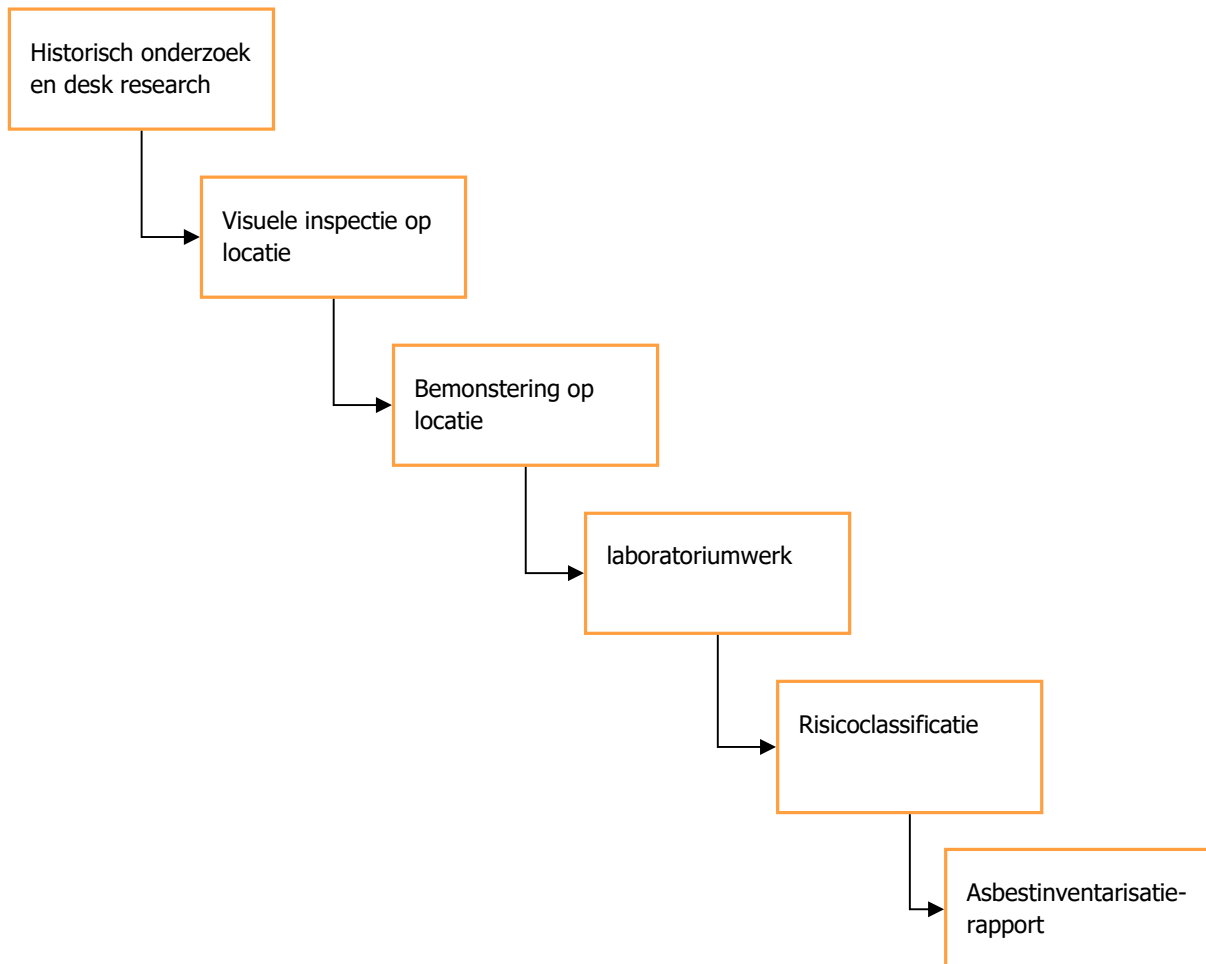 Historisch onderzoek
en desk research
Visuele inspectie op
locatie
Bemonstering op
locatie
laboratoriumwerk
Risicoclassificatie
Asbestinventarisatie-
rapport